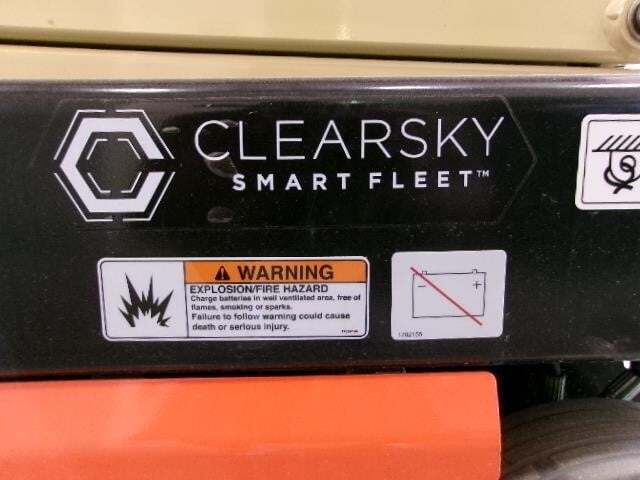 CLEARSKY
SMART FLEET™
WARNING
EXPLOSION/FIRE HAZARD
Charge batteries in well ventilated area, free of
flames, smoking or sparks.
Failure to follow warning could cause
death or serious injury.
- +